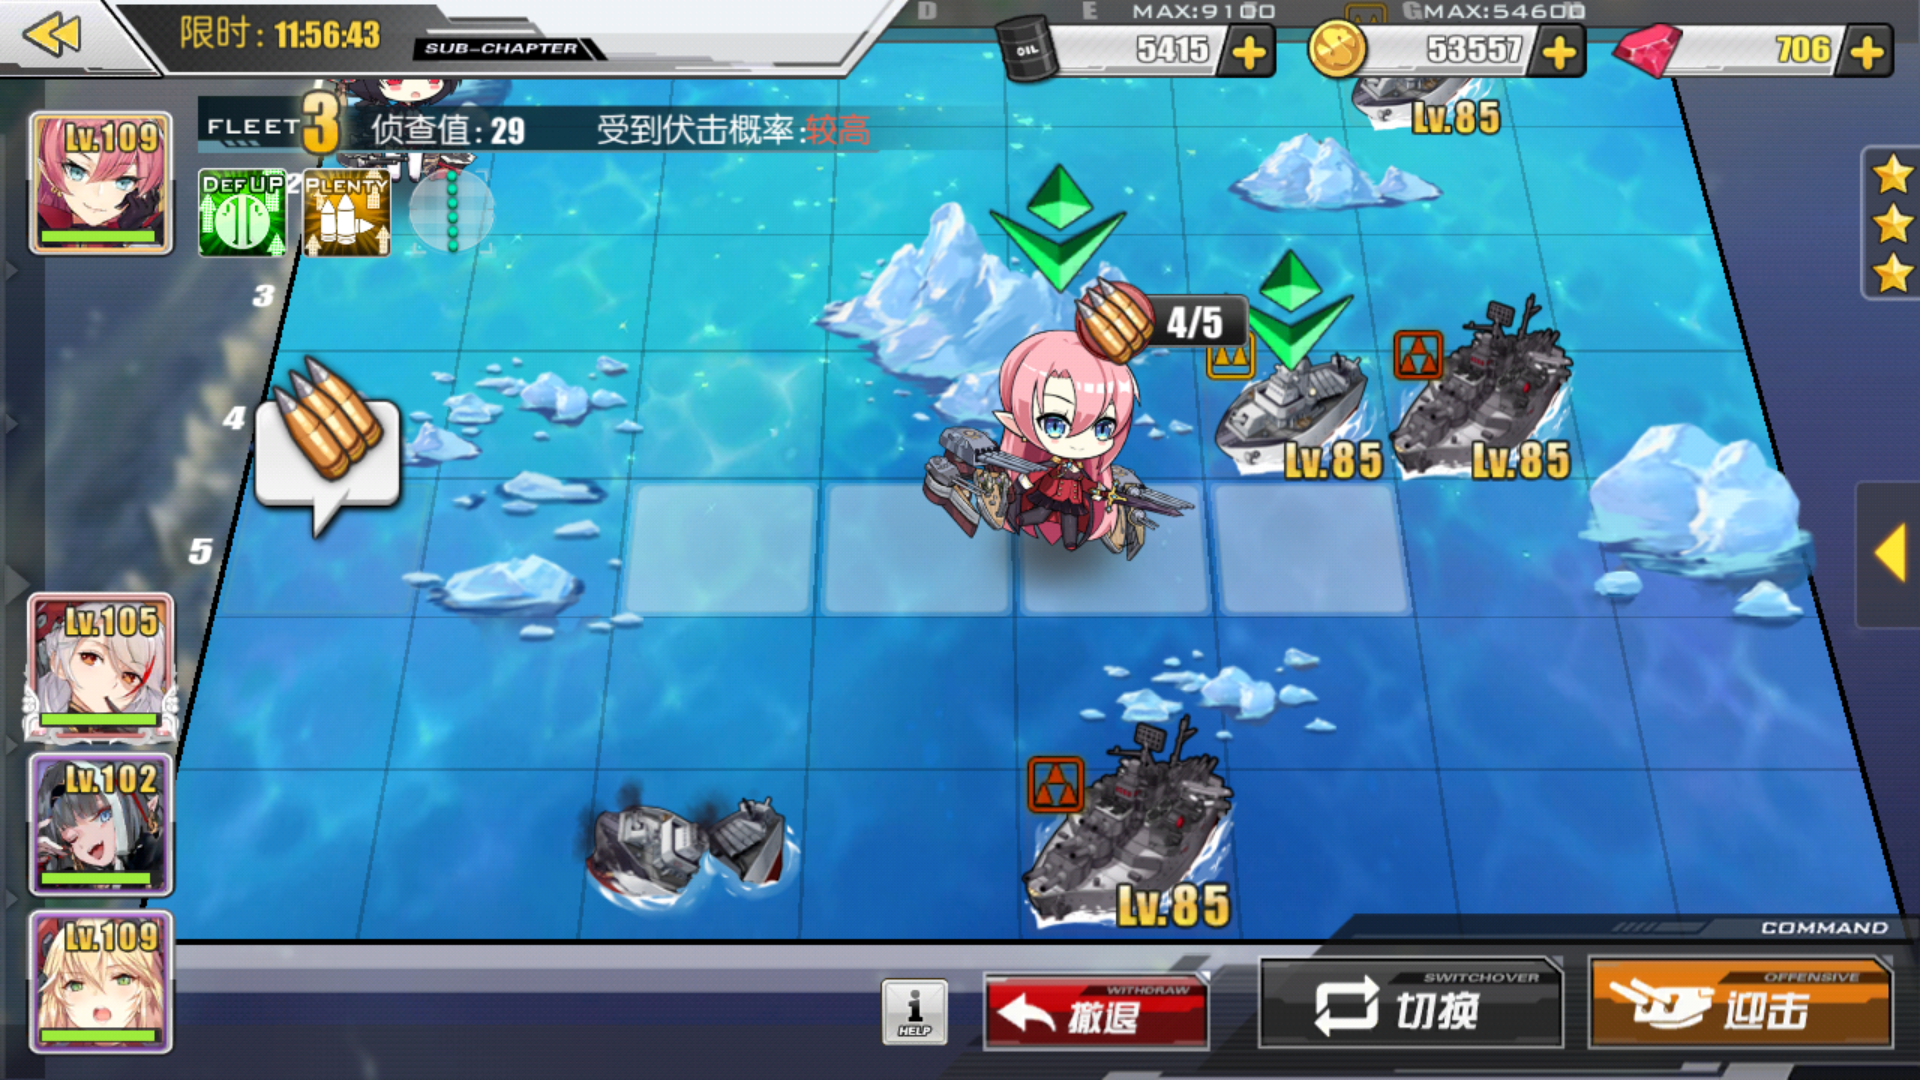 D E G
MAX:9100 MAX:54600
限时: 11:56:43
SUB-CHAPTER
OIL
5415
53557
706
Lv.109
FLEET 3
侦查值: 29
受到伏击概率:较高
Lv.85
DEF UP
2
PLENTY
3
4/5
4
Lv.85
Lv.85
5
Lv.105
Lv.102
Lv.85
Lv.109
COMMAND
HELP
WITHDRAW
撤退
SWITCHOVER
切换
OFFENSIVE
迎击